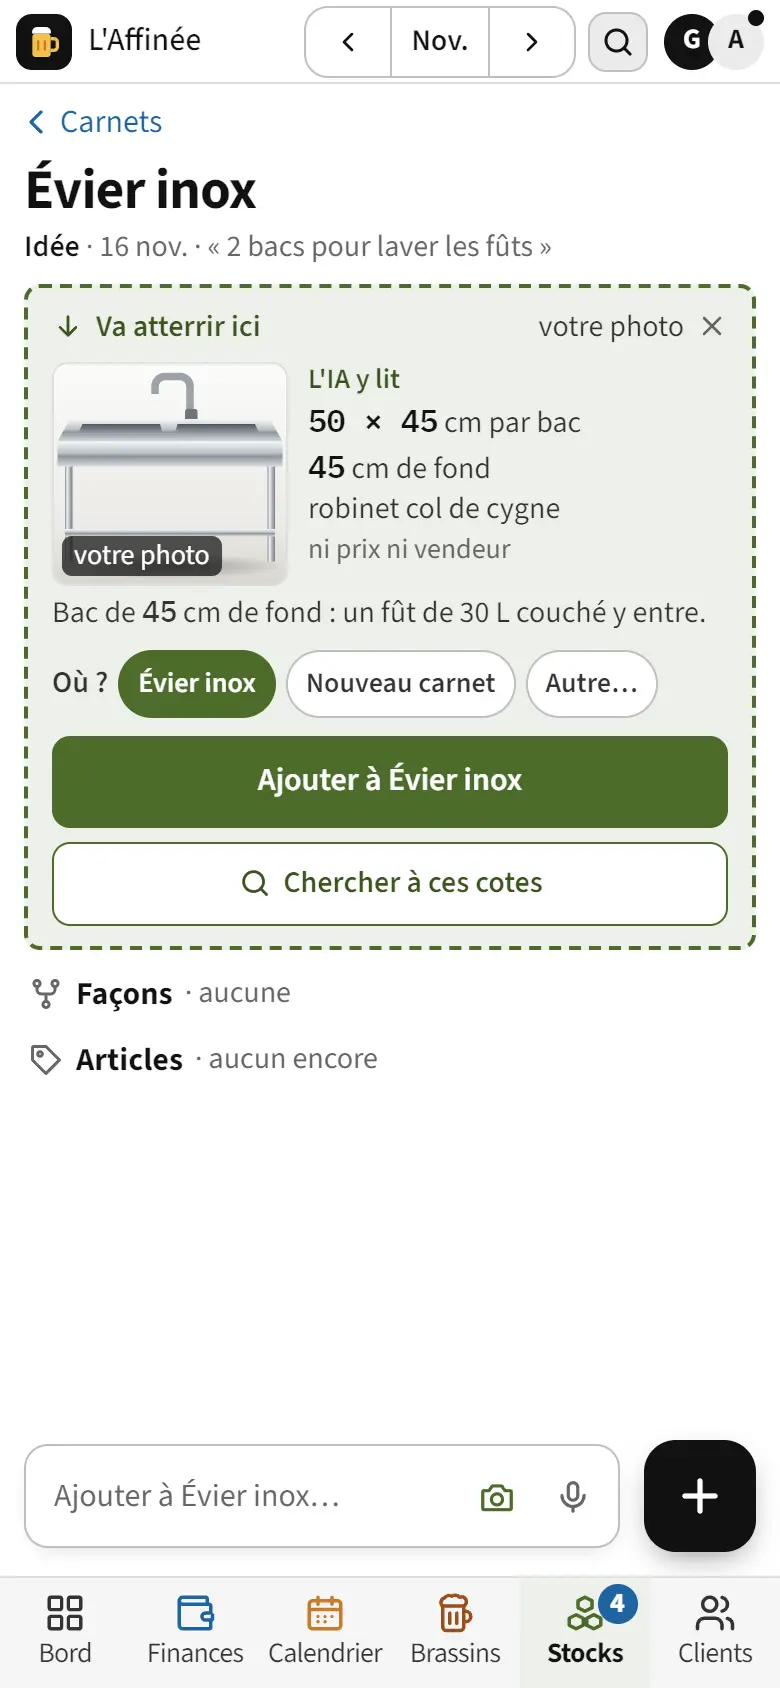 L'Affinée
Nov.
G
A
Carnets
Évier inox
Idée · 16 nov. · « 2 bacs pour laver les fûts »
Va atterrir ici
votre photo
votre photo
L'IA y lit
50 × 45 cm par bac
45 cm de fond
robinet col de cygne
ni prix ni vendeur
Bac de 45 cm de fond : un fût de 30 L couché y entre.
Où ? Évier inox Nouveau carnet Autre…
Ajouter à Évier inox
Chercher à ces cotes
Façons · aucune
Articles · aucun encore
Ajouter à Évier inox…
4
Bord Finances Calendrier Brassins Stocks Clients